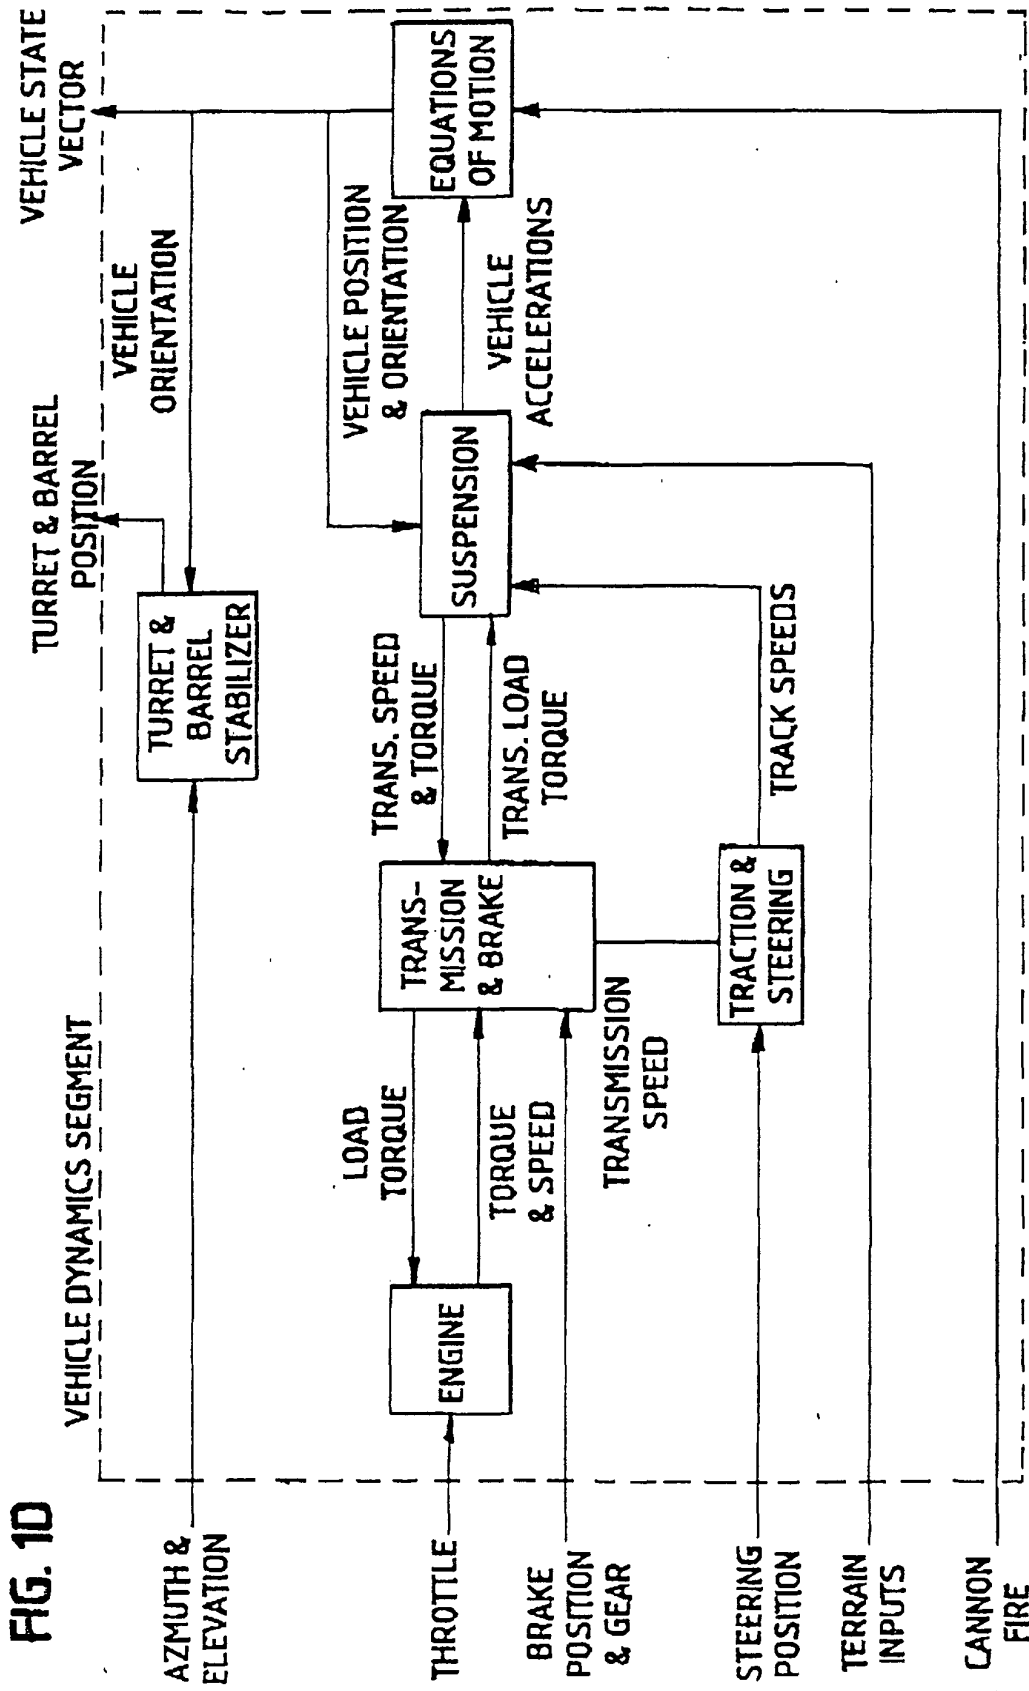 FIG. 1D
VEHICLE DYNAMICS SEGMENT
TURRET & BARREL
POSITION
VEHICLE STATE
VECTOR
AZMUTH &
ELEVATION
TURRET &
BARREL
STABILIZER
VEHICLE
ORIENTATION
THROTTLE
ENGINE
LOAD
TORQUE
TORQUE
& SPEED
TRANS-
MISSION
& BRAKE
TRANS. SPEED
& TORQUE
TRANS. LOAD
TORQUE
SUSPENSION
VEHICLE POSITION
& ORIENTATION
VEHICLE
ACCELERATIONS
EQUATIONS
OF MOTION
BRAKE
POSITION
& GEAR
TRANSMISSION
SPEED
STEERING
POSITION
TRACTION &
STEERING
TRACK SPEEDS
TERRAIN
INPUTS
CANNON
FIRE